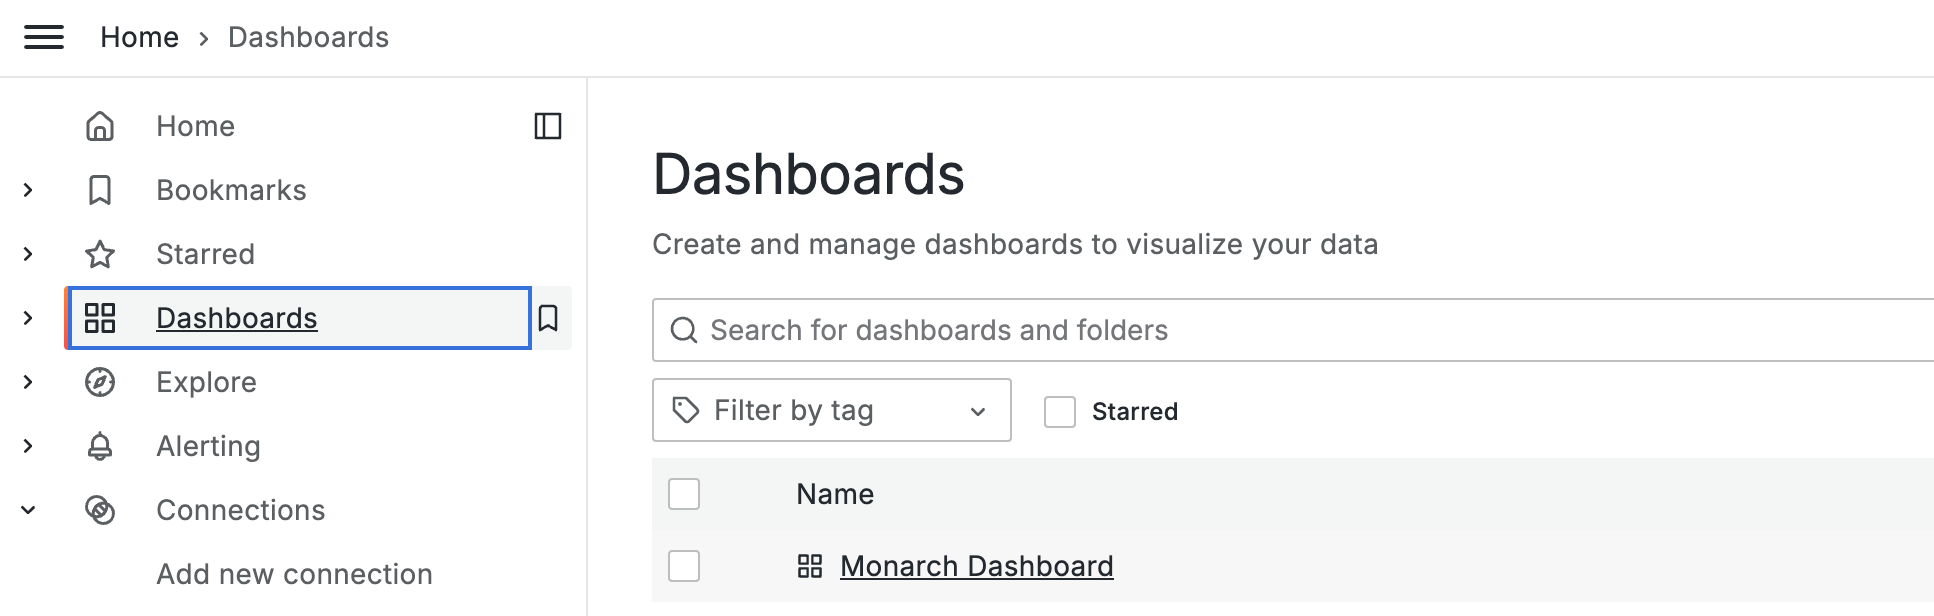 Home › Dashboards
Home
Bookmarks
Starred
Dashboards
Explore
Alerting
Connections
Add new connection
Dashboards
Create and manage dashboards to visualize your data
Search for dashboards and folders
Filter by tag
Starred
Name
Monarch Dashboard